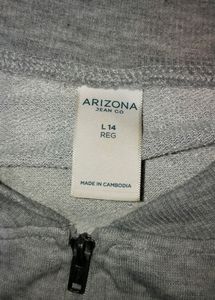 ARIZONA
JEAN CO
L 14
REG
MADE IN CAMBODIA